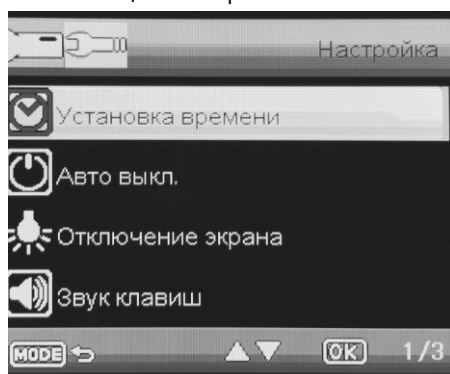 Настройка
Установка времени
Авто выкл.
Отключение экрана
Звук клавиш
MODE OK 1/3